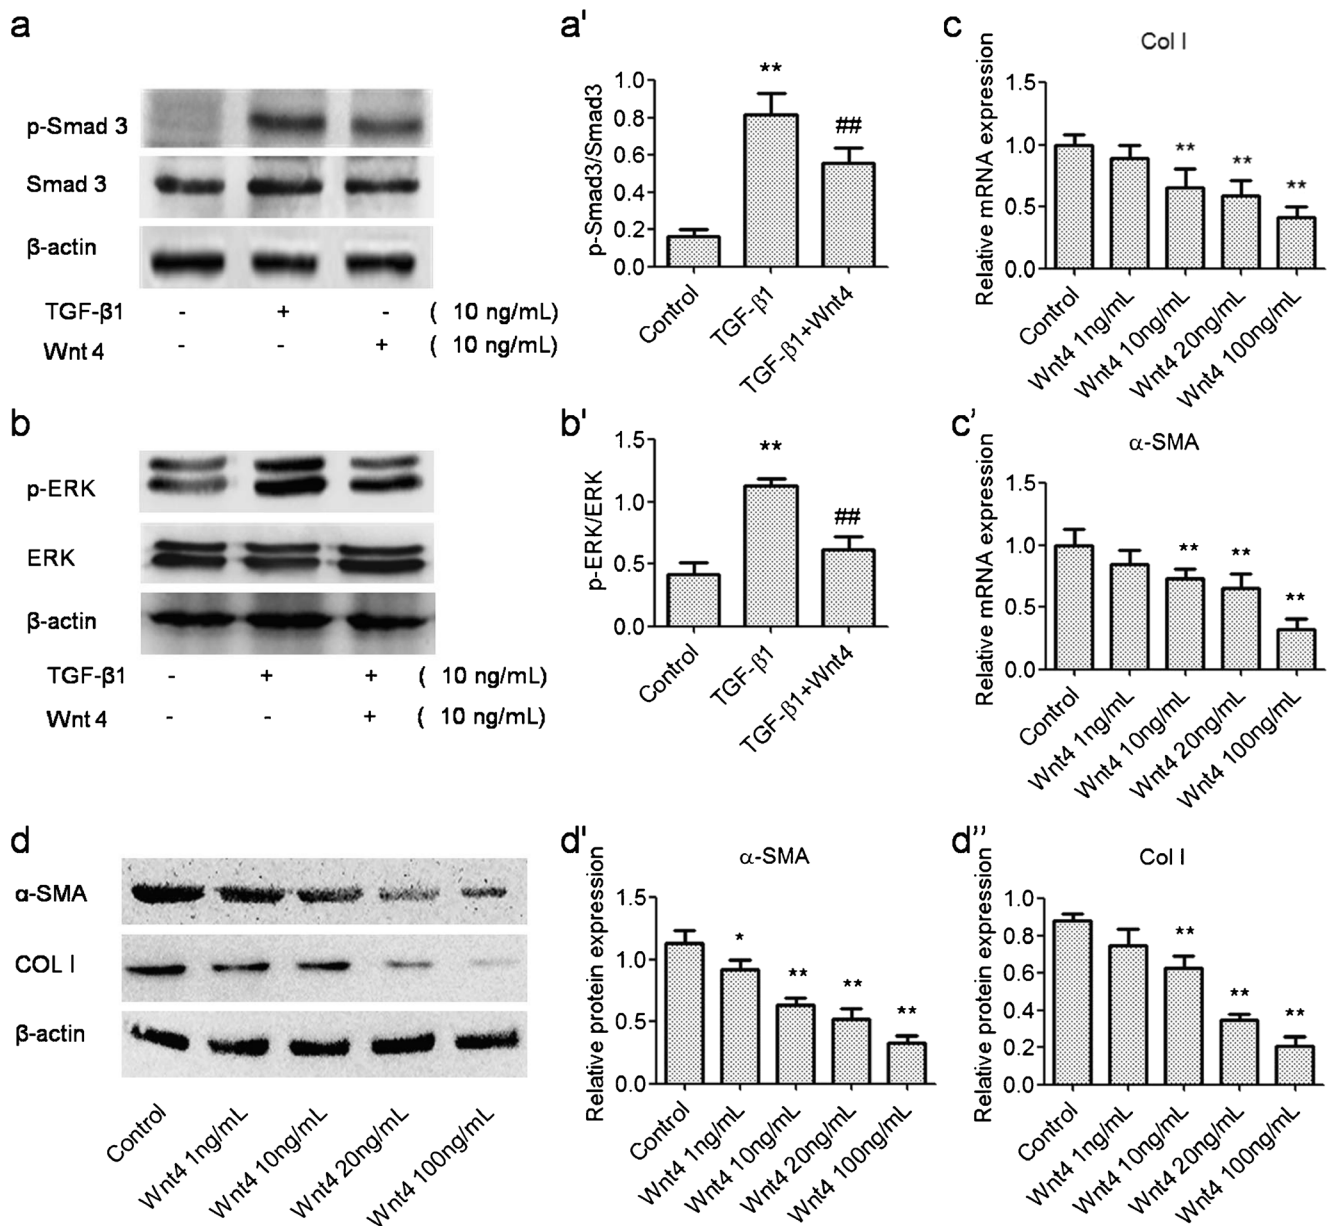 a
p-Smad 3
Smad 3
β-actin
TGF-β1 - + - ( 10 ng/mL)
Wnt 4 - - + ( 10 ng/mL)
a'
p-Smad3/Smad3
1.0
0.8
0.6
0.4
0.2
0.0
**
##
Control
TGF-β1
TGF-β1+Wnt4
c
Col I
Relative mRNA expression
1.5
1.0
0.5
0.0
**
**
**
Control
Wnt4 1ng/mL
Wnt4 10ng/mL
Wnt4 20ng/mL
Wnt4 100ng/mL
b
p-ERK
ERK
β-actin
TGF-β1 - + + ( 10 ng/mL)
Wnt 4 - - + ( 10 ng/mL)
b'
p-ERK/ERK
1.5
1.0
0.5
0.0
**
##
Control
TGF-β1
TGF-β1+Wnt4
c’
α-SMA
Relative mRNA expression
1.5
1.0
0.5
0.0
**
**
**
Control
Wnt4 1ng/mL
Wnt4 10ng/mL
Wnt4 20ng/mL
Wnt4 100ng/mL
d
α-SMA
COL I
β-actin
Control
Wnt4 1ng/mL
Wnt4 10ng/mL
Wnt4 20ng/mL
Wnt4 100ng/mL
d'
α-SMA
Relative protein expression
1.5
1.0
0.5
0.0
*
**
**
**
Control
Wnt4 1ng/mL
Wnt4 10ng/mL
Wnt4 20ng/mL
Wnt4 100ng/mL
d’’
Col I
Relative protein expression
1.0
0.8
0.6
0.4
0.2
0.0
**
**
**
Control
Wnt4 1ng/mL
Wnt4 10ng/mL
Wnt4 20ng/mL
Wnt4 100ng/mL